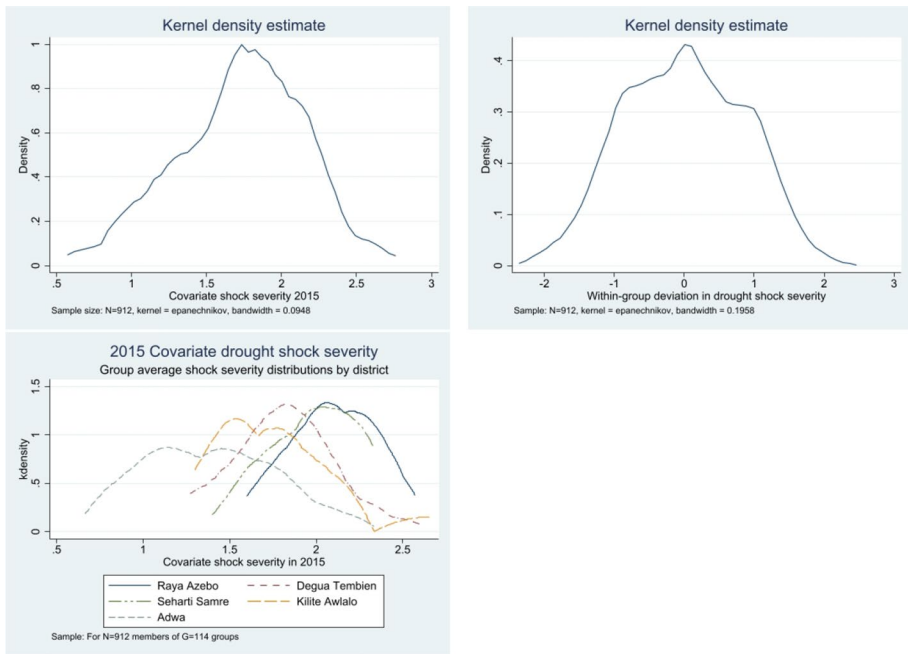 Kernel density estimate
Density
0
.2
.4
.6
.8
1
.5
1
1.5
2
2.5
3
Covariate shock severity 2015
Sample size: N=912, kernel = epanechnikov, bandwidth = 0.0948
Kernel density estimate
Density
0
.1
.2
.3
.4
-2
-1
0
1
2
3
Within-group deviation in drought shock severity
Sample: N=912, kernel = epanechnikov, bandwidth = 0.1958
2015 Covariate drought shock severity
Group average shock severity distributions by district
kdensity
0
.5
1
1.5
.5
1
1.5
2
2.5
Covariate shock severity in 2015
Raya Azebo
Degua Tembien
Seharti Samre
Kilite Awlalo
Adwa
Sample: For N=912 members of G=114 groups